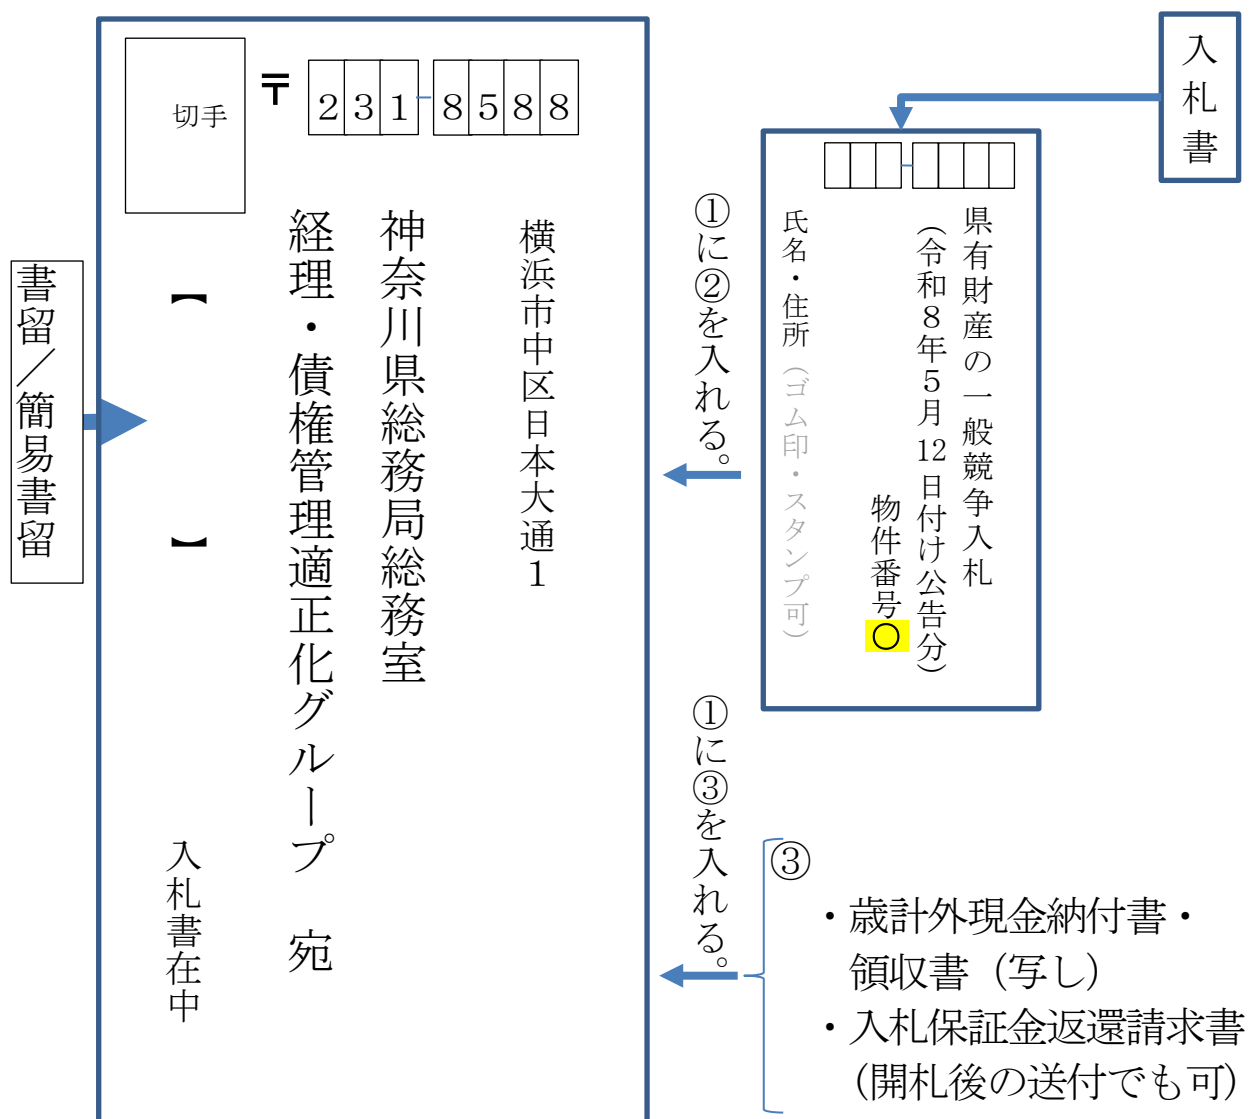 切手
〒 231-8588
横浜市中区日本大通1
神奈川県総務局総務室
経理・債権管理適正化グループ 宛
【 】
入札書在中
書留／簡易書留
入札書
県有財産の一般競争入札
（令和８年５月12日付け公告分）
物件番号〇
氏名・住所（ゴム印・スタンプ可）
①に②を入れる。
①に③を入れる。
③
・歳計外現金納付書・
領収書（写し）
・入札保証金返還請求書
（開札後の送付でも可）